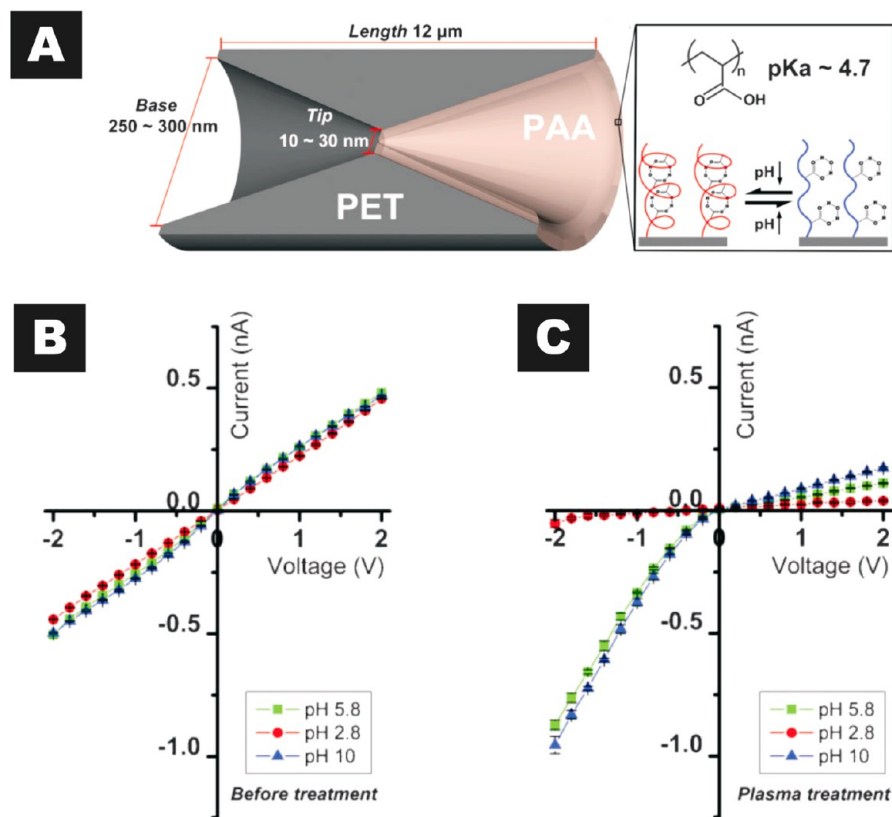 A
Length 12 μm
Base
250 ~ 300 nm
Tip
10 ~ 30 nm
PAA
PET
n
pKa ~ 4.7
O
OH
pH
pH
B
Current (nA)
0.5
0.0
-2
-1
0
1
2
Voltage (V)
-0.5
-1.0
pH 5.8
pH 2.8
pH 10
Before treatment
C
Current (nA)
0.5
0.0
-2
-1
0
1
2
Voltage (V)
-0.5
-1.0
pH 5.8
pH 2.8
pH 10
Plasma treatment